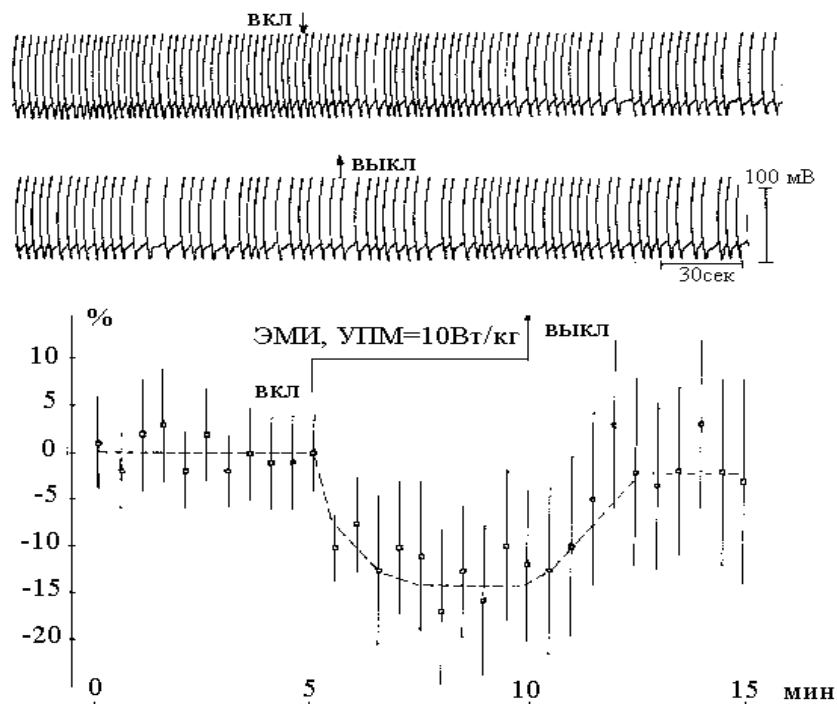 ВКЛ
ВЫКЛ
100 мВ
30сек
%
ЭМИ, УПМ=10Вт/кг
ВЫКЛ
ВКЛ
10
5
0
-5
-10
-15
-20
0 5 10 15 мин